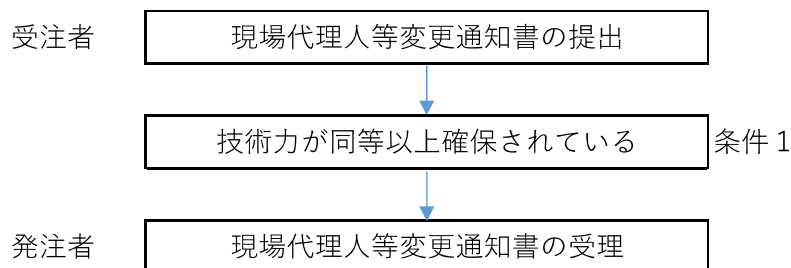 受注者 現場代理人等変更通知書の提出
技術力が同等以上確保されている 条件１
発注者 現場代理人等変更通知書の受理